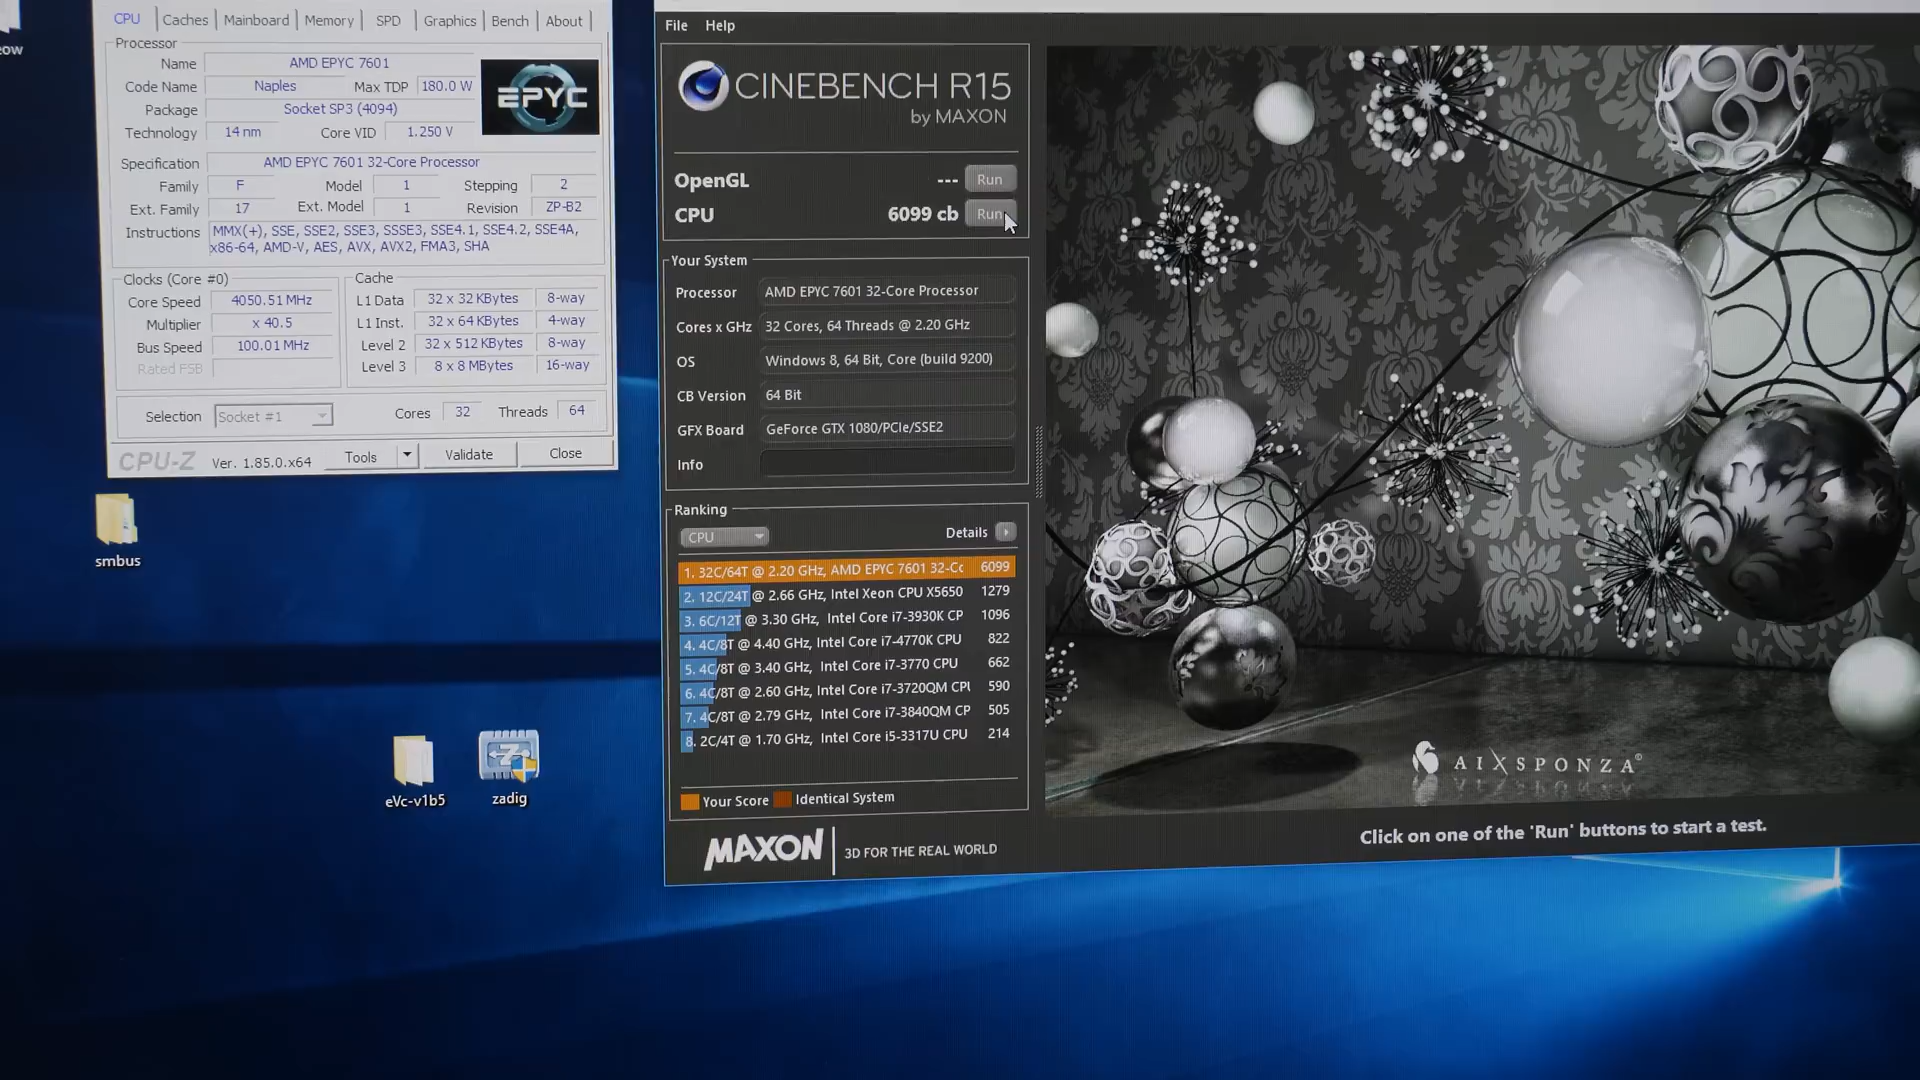 CPU Caches Mainboard Memory SPD Graphics Bench About
Processor
Name AMD EPYC 7601
Code Name Naples Max TDP 180.0 W
Package Socket SP3 (4094)
Technology 14 nm Core VID 1.250 V
EPYC
Specification AMD EPYC 7601 32-Core Processor
Family F Model 1 Stepping 2
Ext. Family 17 Ext. Model 1 Revision ZP-B2
Instructions MMX(+), SSE, SSE2, SSE3, SSSE3, SSE4.1, SSE4.2, SSE4A,
x86-64, AMD-V, AES, AVX, AVX2, FMA3, SHA
Clocks (Core #0)
Core Speed 4050.51 MHz
Multiplier x 40.5
Bus Speed 100.01 MHz
Rated FSB
Cache
L1 Data 32 x 32 KBytes 8-way
L1 Inst. 32 x 64 KBytes 4-way
Level 2 32 x 512 KBytes 8-way
Level 3 8 x 8 MBytes 16-way
Selection Socket #1 Cores 32 Threads 64
CPU-Z Ver. 1.85.0.x64 Tools Validate Close
smbus
eVc-v1b5
zadig
File Help
CINEBENCH R15
by MAXON
OpenGL --- Run
CPU 6099 cb Run
Your System
Processor AMD EPYC 7601 32-Core Processor
Cores x GHz 32 Cores, 64 Threads @ 2.20 GHz
OS Windows 8, 64 Bit, Core (build 9200)
CB Version 64 Bit
GFX Board GeForce GTX 1080/PCIe/SSE2
Info
Ranking
CPU Details
1. 32C/64T @ 2.20 GHz, AMD EPYC 7601 32-Cc 6099
2. 12C/24T @ 2.66 GHz, Intel Xeon CPU X5650 1279
3. 6C/12T @ 3.30 GHz, Intel Core i7-3930K CP 1096
4. 4C/8T @ 4.40 GHz, Intel Core i7-4770K CPU 822
5. 4C/8T @ 3.40 GHz, Intel Core i7-3770 CPU 662
6. 4C/8T @ 2.60 GHz, Intel Core i7-3720QM CPU 590
7. 4C/8T @ 2.79 GHz, Intel Core i7-3840QM CP 505
8. 2C/4T @ 1.70 GHz, Intel Core i5-3317U CPU 214
Your Score Identical System
MAXON 3D FOR THE REAL WORLD
AIXSPONZA®
Click on one of the 'Run' buttons to start a test.